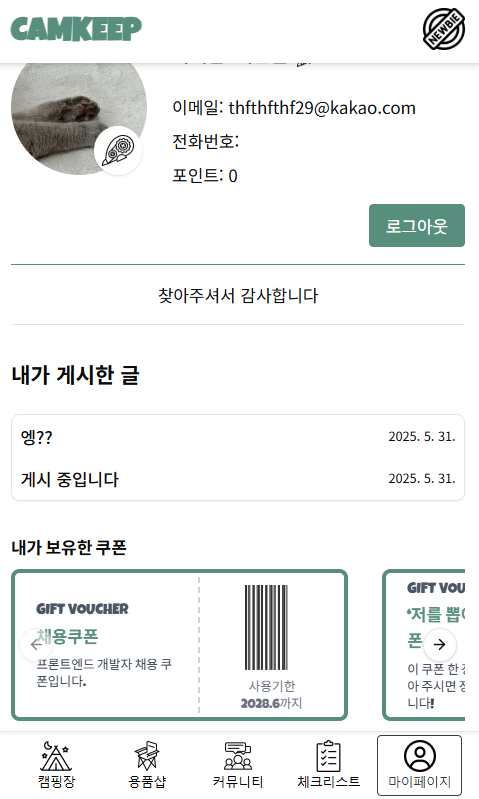 CAMKEEP
NEWBIE
이메일: thfthfthf29@kakao.com
전화번호:
포인트: 0
로그아웃
찾아주셔서 감사합니다
내가 게시한 글
엥??
2025. 5. 31.
게시 중입니다
2025. 5. 31.
내가 보유한 쿠폰
GIFT VOUCHER
채용쿠폰
프론트엔드 개발자 채용 쿠
폰입니다.
사용기한
2028.6까지
GIFT VOU
'저를 뽑
폰
이 쿠폰 한 장
아 주시면 정
니다!
캠핑장
용품샵
커뮤니티
체크리스트
마이페이지